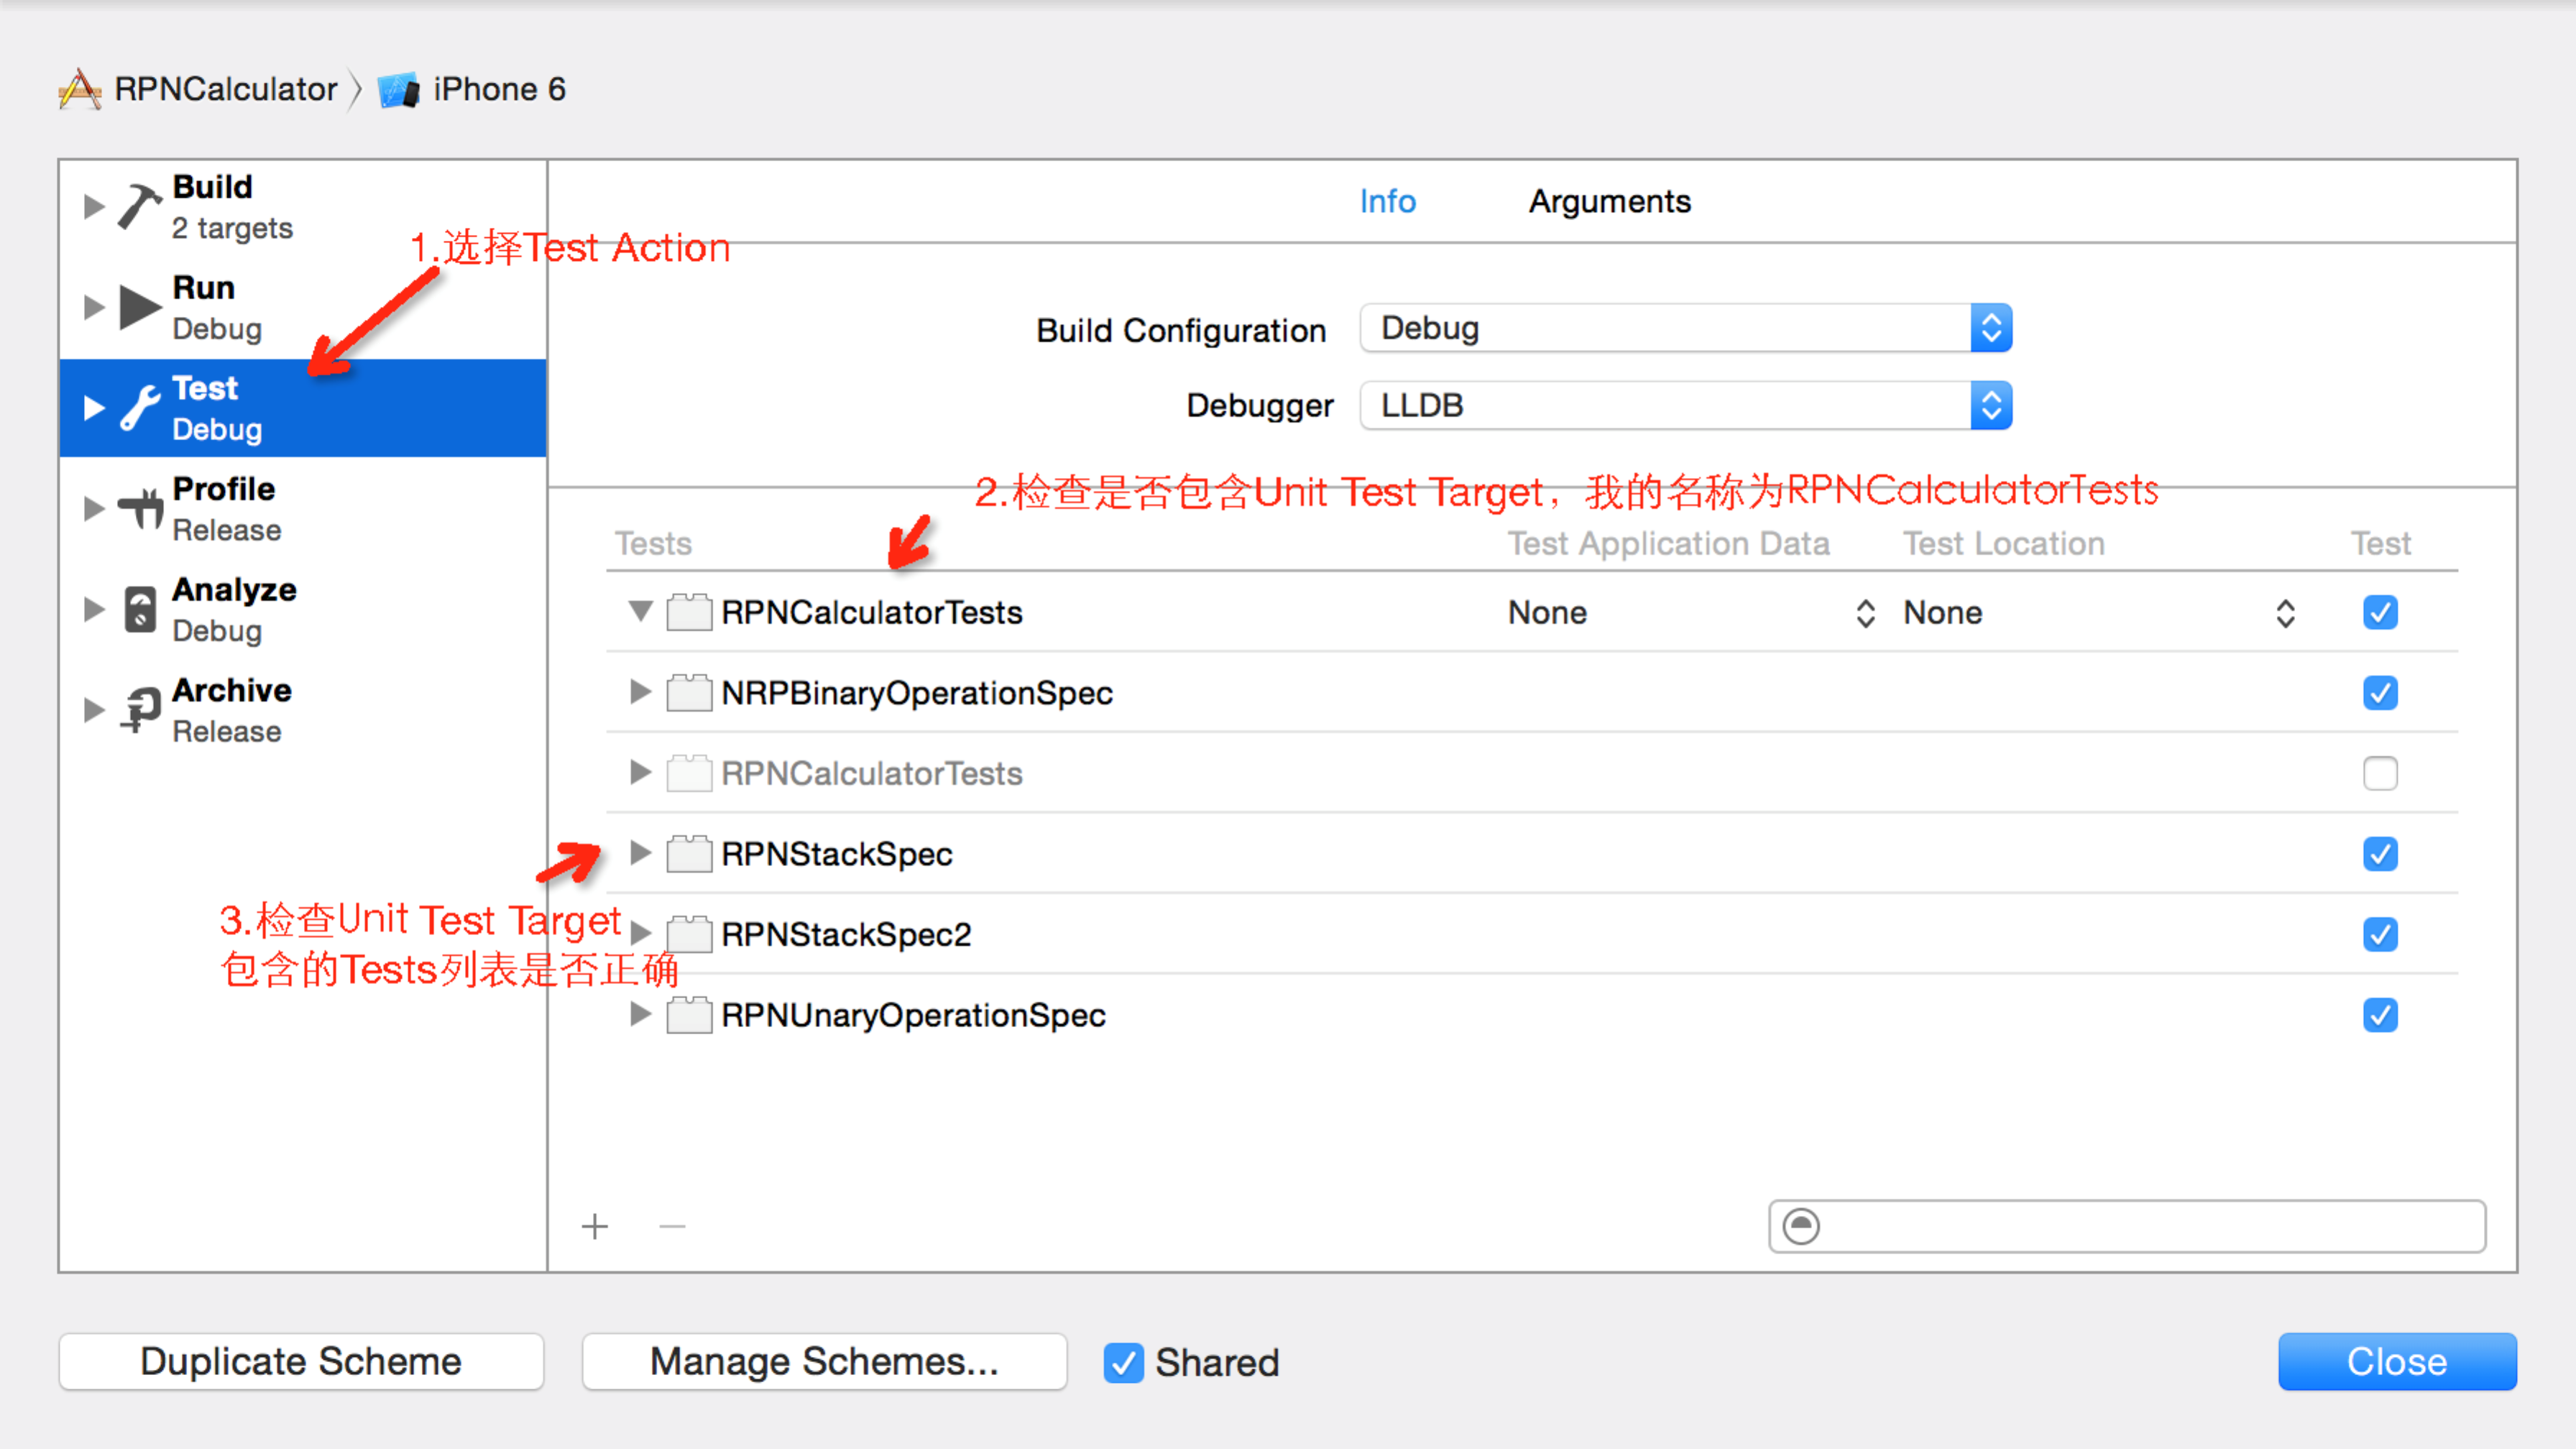 RPNCalculator iPhone 6
Build
2 targets
1.选择Test Action
Run
Debug
Test
Debug
Profile
Release
Analyze
Debug
Archive
Release
Info Arguments
Build Configuration Debug
Debugger LLDB
2.检查是否包含Unit Test Target，我的名称为RPNCalculatorTests
Tests Test Application Data Test Location Test
RPNCalculatorTests None None
NRPBinaryOperationSpec
RPNCalculatorTests
RPNStackSpec
3.检查Unit Test Target
包含的Tests列表是否正确
RPNStackSpec2
RPNUnaryOperationSpec
Duplicate Scheme Manage Schemes... Shared Close